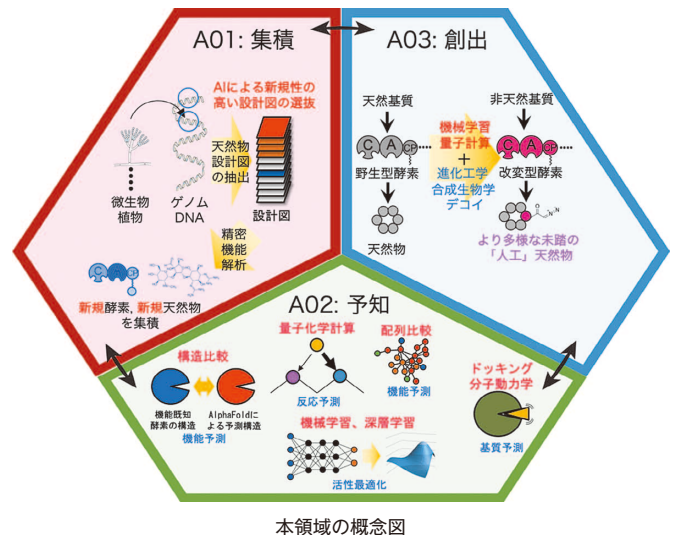 A01: 集積
AIによる新規性の
高い設計図の選抜
天然物
設計図
の抽出
微生物
植物
ゲノム
DNA
設計図
精密
機能
解析
C
A
CP
新規酵素, 新規天然物
を集積
A03: 創出
天然基質
非天然基質
機械学習
量子計算
+
進化工学
合成生物学
デコイ
C
A
CP
野生型酵素
C
A
CP
改変型酵素
天然物
より多様な未踏の
「人工」天然物
A02: 予知
構造比較
機能既知
酵素の構造
AlphaFoldに
よる予測構造
機能予測
量子化学計算
反応予測
配列比較
機能予測
機械学習、深層学習
活性最適化
ドッキング
分子動力学
基質予測
本領域の概念図